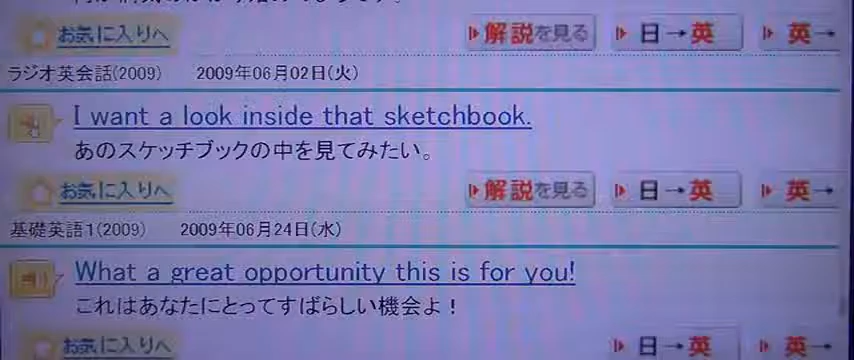 お気に入りへ 解説を見る 日→英 英→
ラジオ英会話(2009) 2009年06月02日(火)
I want a look inside that sketchbook.
あのスケッチブックの中を見てみたい。
お気に入りへ 解説を見る 日→英 英→
基礎英語1(2009) 2009年06月24日(水)
What a great opportunity this is for you!
これはあなたにとってすばらしい機会よ！
お気に入りへ 日→英 英→